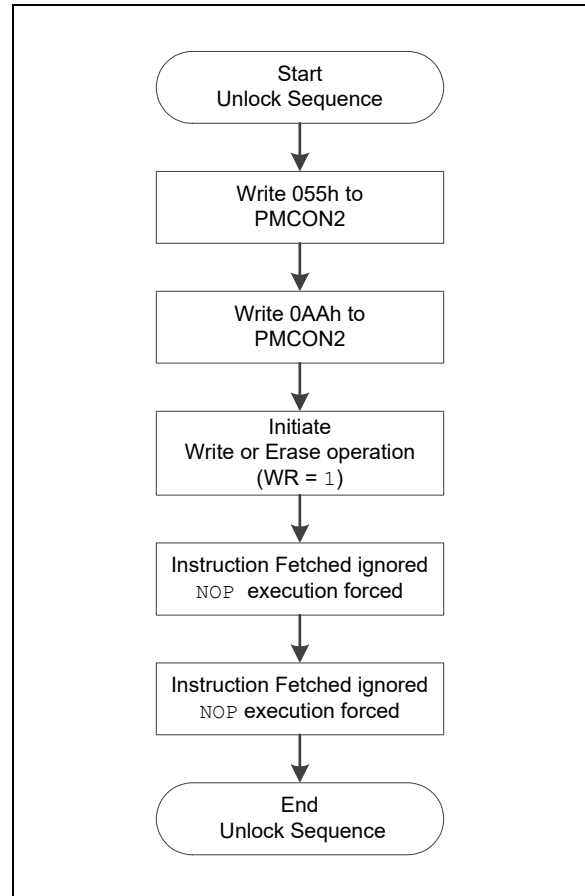 Start
Unlock Sequence
Write 055h to
PMCON2
Write 0AAh to
PMCON2
Initiate
Write or Erase operation
(WR = 1)
Instruction Fetched ignored
NOP execution forced
Instruction Fetched ignored
NOP execution forced
End
Unlock Sequence